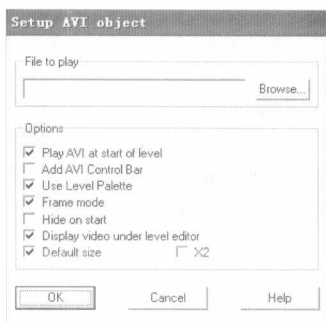 Setup AVI object
File to play
Browse...
Options
Play AVI at start of level
Add AVI Control Bar
Use Level Palette
Frame mode
Hide on start
Display video under level editor
Default size X2
OK Cancel Help